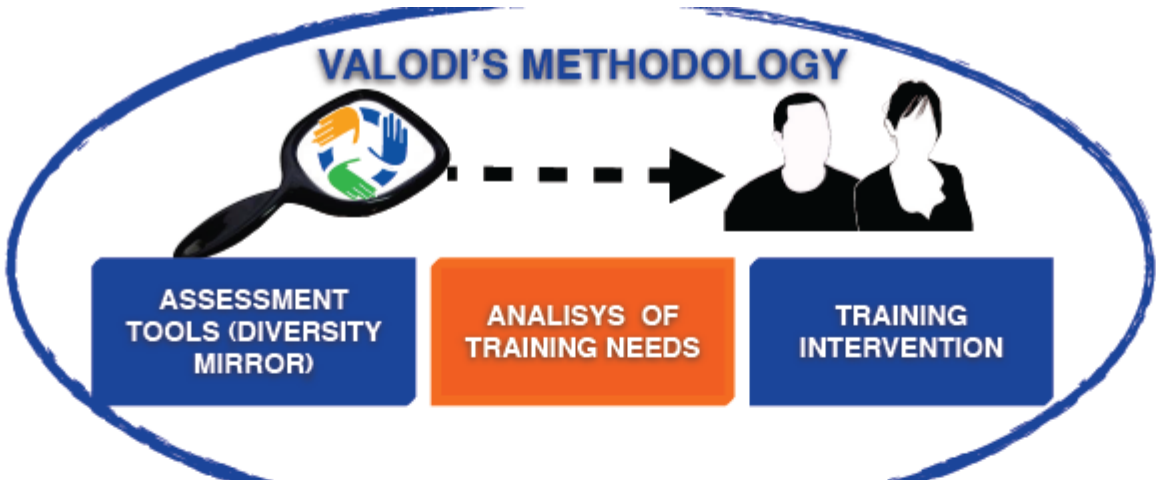 VALODI'S METHODOLOGY
ASSESSMENT
TOOLS (DIVERSITY
MIRROR)
ANALISYS OF
TRAINING NEEDS
TRAINING
INTERVENTION